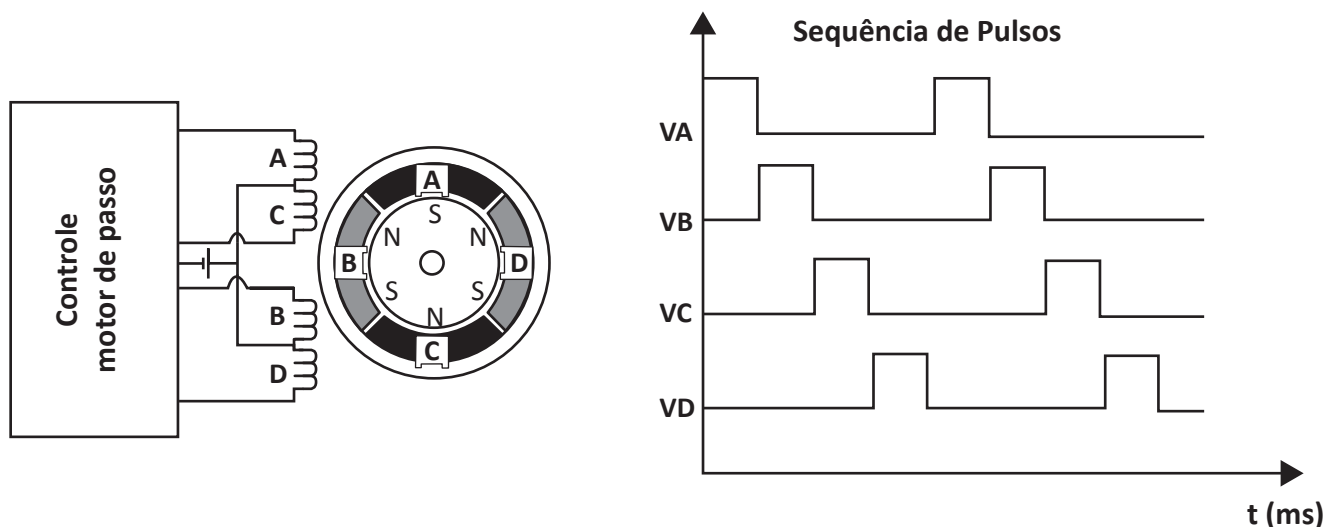 Controle
motor de passo
A
C
B
D
A
S
N
N
B
D
S
S
N
C
Sequência de Pulsos
VA
VB
VC
VD
t (ms)